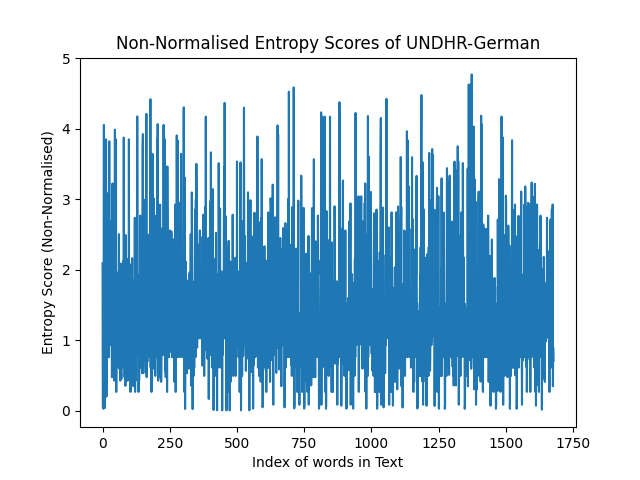 Non-Normalised Entropy Scores of UNDHR-German
Entropy Score (Non-Normalised)
5
4
3
2
1
0
0 250 500 750 1000 1250 1500 1750
Index of words in Text